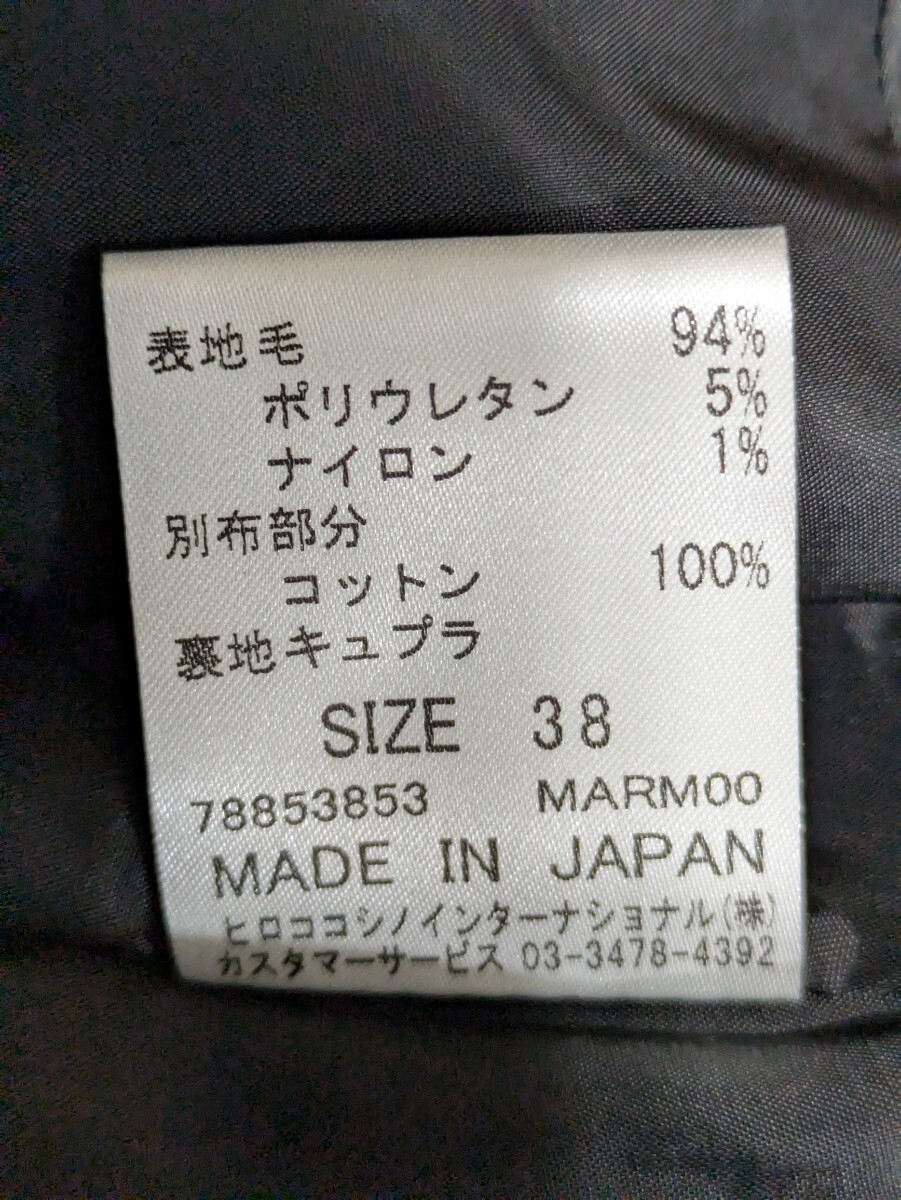 表地毛 94%
ポリウレタン 5%
ナイロン 1%
別布部分
コットン 100%
裏地キュプラ
SIZE 38
78853853 MARM00
MADE IN JAPAN
ヒロココシノインターナショナル(株)
カスタマーサービス 03-3478-4392